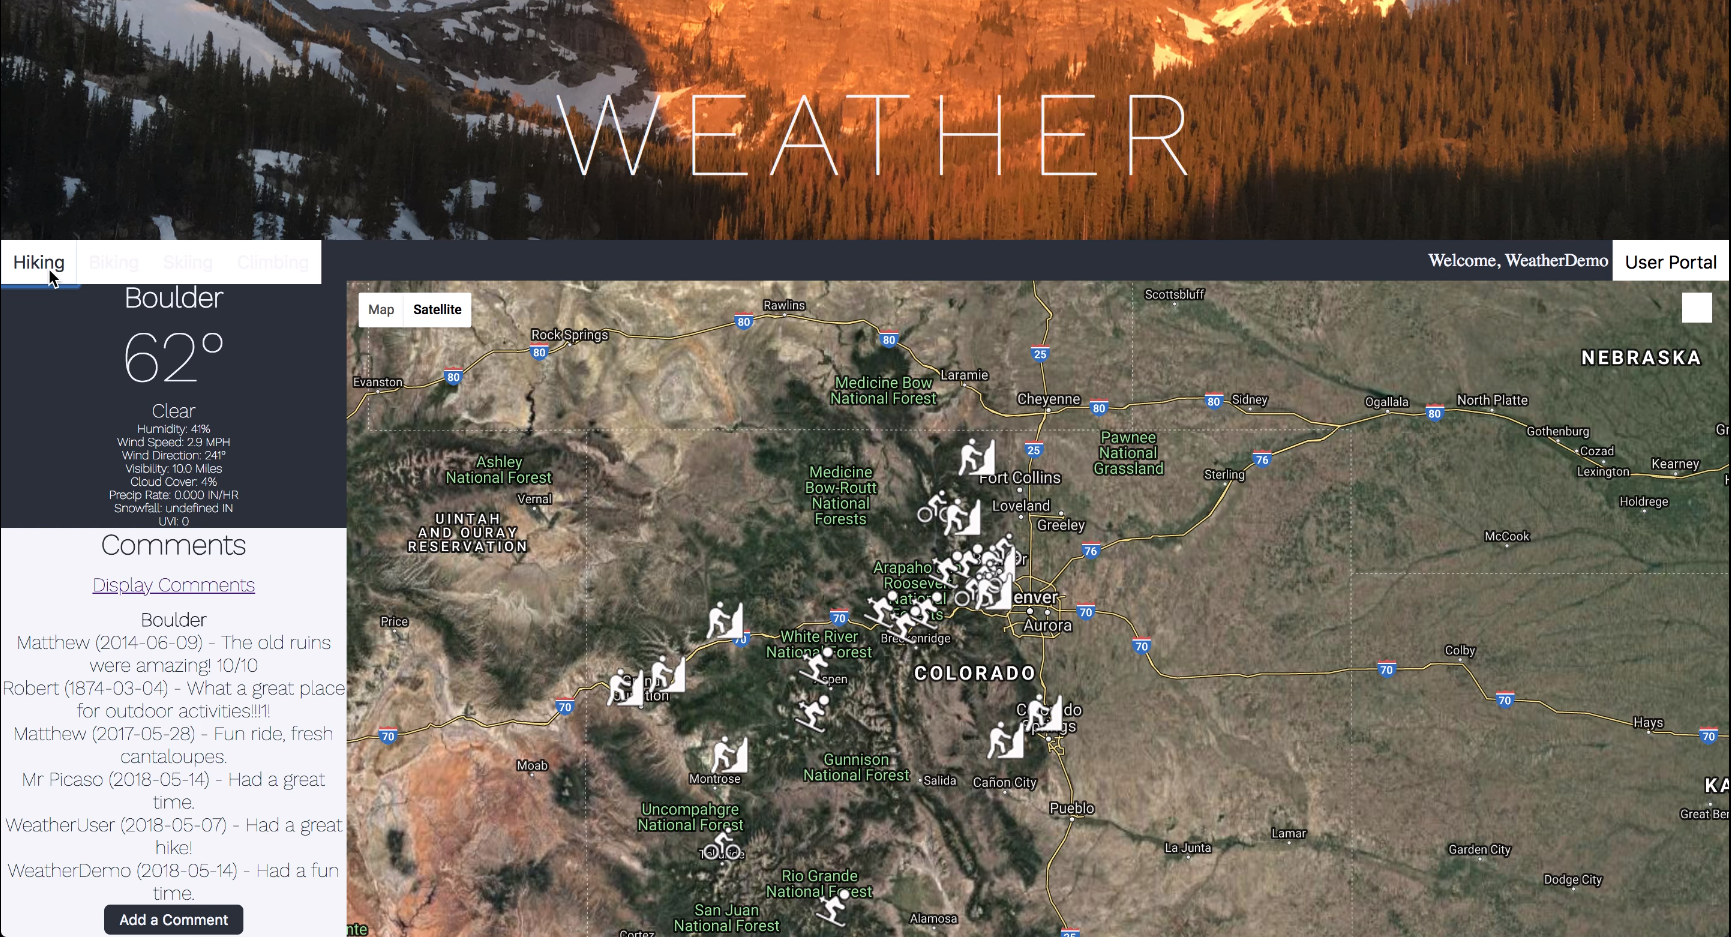 WEATHER
Hiking
Biking
Skiing
Climbing
Welcome, WeatherDemo
User Portal
Boulder
62°
Clear
Humidity: 41%
Wind Speed: 2.9 MPH
Wind Direction: 241°
Visibility: 10.0 Miles
Cloud Cover: 4%
Precip Rate: 0.000 IN/HR
Snowfall: undefined IN
UVI: 0
Comments
Display Comments
Boulder
Matthew (2014-06-09) - The old ruins
were amazing! 10/10
Robert (1874-03-04) - What a great place
for outdoor activities!!!1!
Matthew (2017-05-28) - Fun ride, fresh
cantaloupes.
Mr Picaso (2018-05-14) - Had a great
time.
WeatherUser (2018-05-07) - Had a great
hike!
WeatherDemo (2018-05-14) - Had a fun
time.
Add a Comment
Map
Satellite
Scottsbluff
Rawlins
80
Rock Springs
80
80
25
NEBRASKA
Evanston
80
Laramie
Medicine Bow
National Forest
Cheyenne
80
80
Sidney
Ogallala
North Platte
80
Gothenburg
Cozad
Lexington
Kearney
Holdrege
McCook
Pawnee
National
Grassland
25
76
Sterling
Ashley
National Forest
Vernal
UINTAH
AND OURAY
RESERVATION
Medicine
Bow-Routt
National
Forests
Fort Collins
Loveland
Greeley
76
Arapaho
70
Aurora
70
Price
70
70
White River
National Forest
COLORADO
Colby
70
70
Hays
70
70
70
Moab
Montrose
Gunnison
National Forest
Salida
Cañon City
Pueblo
Great Be
Uncompahgre
National Forest
La Junta
Lamar
Garden City
Dodge City
Rio Grande
National Forest
San Juan
National Forest
Alamosa
Cortez
25